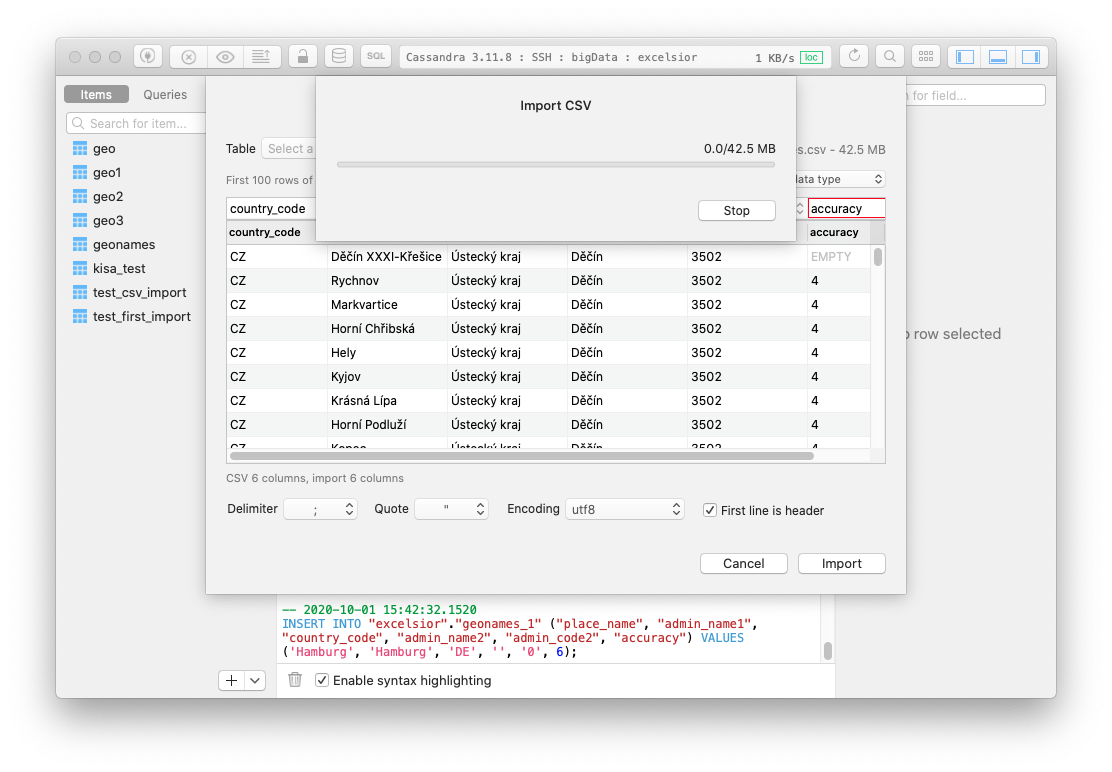 SQL
Cassandra 3.11.8 : SSH : bigData : excelsior
1 KB/s
loc
Items
Queries
Search for item...
for field...
geo
geo1
geo2
geo3
geonames
kisa_test
test_csv_import
test_first_import
Import CSV
0.0/42.5 MB
Stop
Table
Select a
.csv - 42.5 MB
First 100 rows of
data type
country_code
accuracy
country_code accuracy
CZ Děčín XXXI-Křešice Ústecký kraj Děčín 3502 EMPTY
CZ Rychnov Ústecký kraj Děčín 3502 4
CZ Markvartice Ústecký kraj Děčín 3502 4
CZ Horní Chřibská Ústecký kraj Děčín 3502 4
CZ Hely Ústecký kraj Děčín 3502 4
CZ Kyjov Ústecký kraj Děčín 3502 4
CZ Krásná Lípa Ústecký kraj Děčín 3502 4
CZ Horní Podluží Ústecký kraj Děčín 3502 4
CZ Kopec Ústecký kraj Děčín 3502 4
row selected
CSV 6 columns, import 6 columns
Delimiter ; Quote " Encoding utf8 First line is header
Cancel
Import
-- 2020-10-01 15:42:32.1520
INSERT INTO "excelsior"."geonames_1" ("place_name", "admin_name1",
"country_code", "admin_name2", "admin_code2", "accuracy") VALUES
('Hamburg', 'Hamburg', 'DE', '', '0', 6);
Enable syntax highlighting